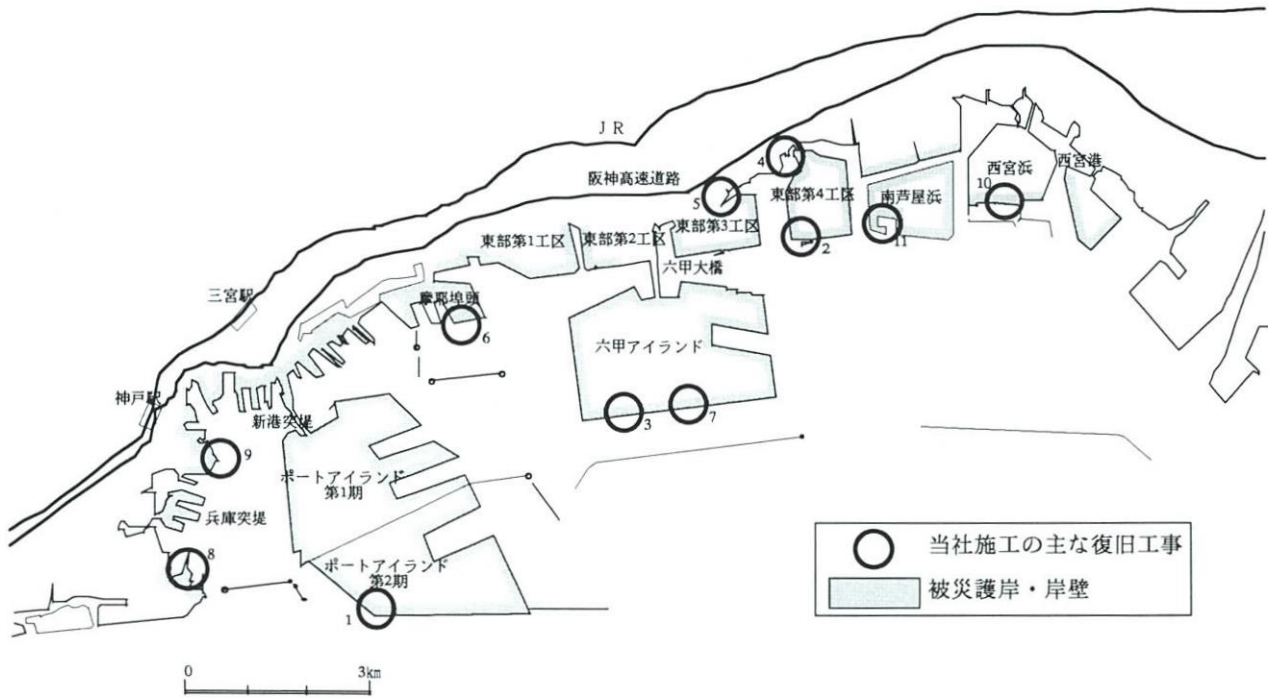 JR
阪神高速道路
4
5
東部第4工区
西宮浜
西宮港
10
南芦屋浜
11
2
東部第1工区
東部第2工区
東部第3工区
六甲大橋
三宮駅
摩耶埠頭
6
六甲アイランド
3
7
神戸駅
新港突堤
9
ポートアイランド
第1期
兵庫突堤
8
ポートアイランド
第2期
1
当社施工の主な復旧工事
被災護岸・岸壁
0
3km